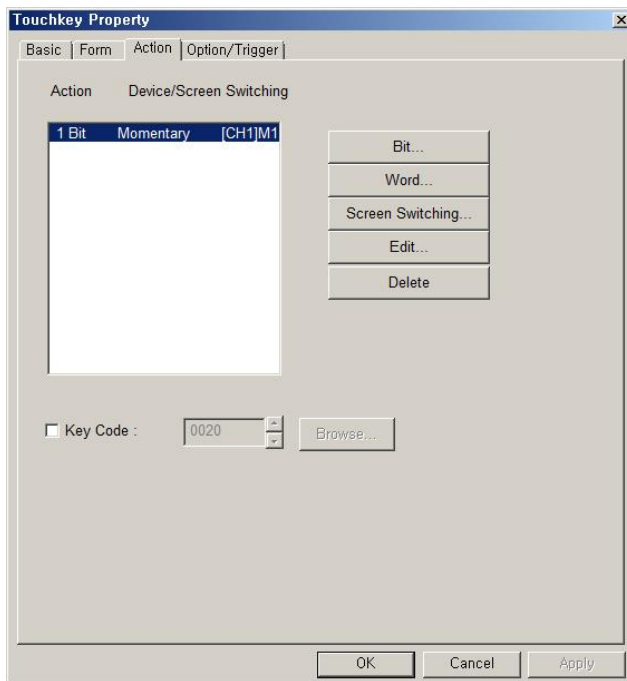 Touchkey Property
Basic Form Action Option/Trigger
Action Device/Screen Switching
1 Bit Momentary [CH1]M1
Bit...
Word...
Screen Switching...
Edit...
Delete
Key Code : 0020 Browse...
OK Cancel Apply